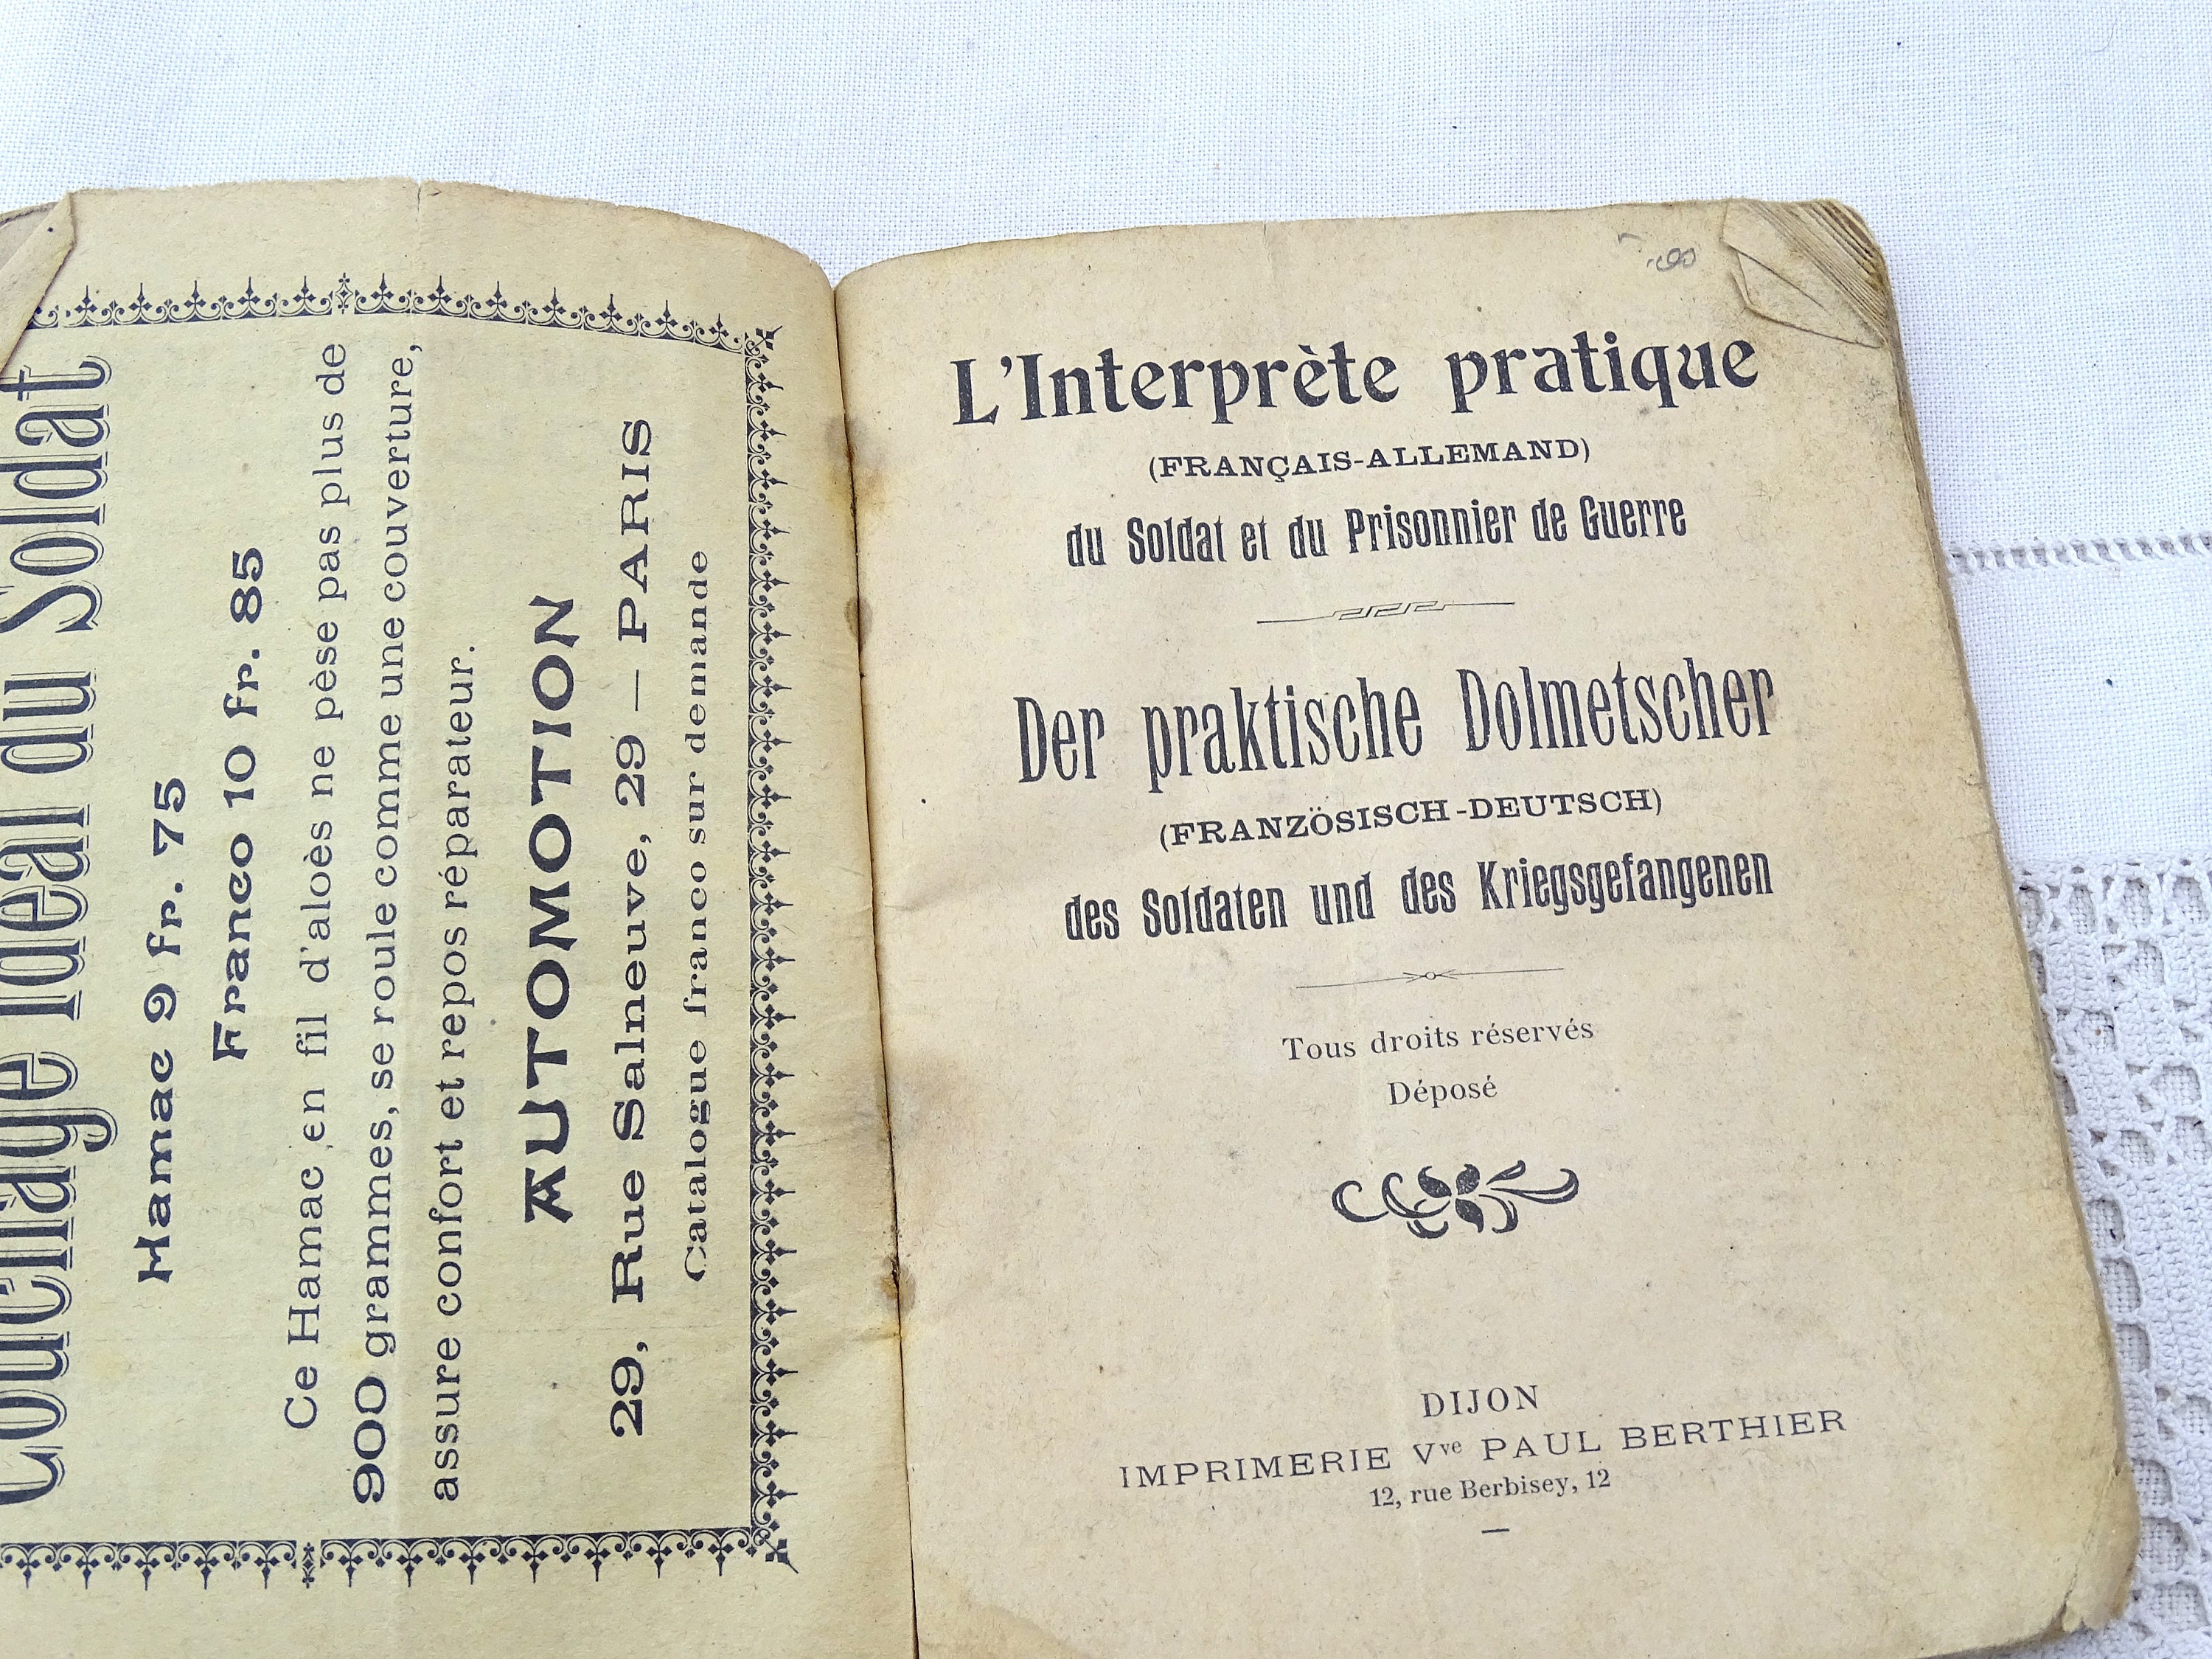 Couchage Idéal du Soldat
Hamac 9 fr. 75
Franco 10 fr. 85
Ce Hamac en fil d'aloès ne pèse pas plus de
900 grammes, se roule comme une couverture,
assure confort et repos réparateur.
AUTOMOTION
29, Rue Salneuve, 29 — PARIS
Catalogue franco sur demande
L'Interprète pratique
(FRANÇAIS-ALLEMAND)
du Soldat et du Prisonnier de Guerre
Der praktische Dolmetscher
(FRANZÖSISCH-DEUTSCH)
des Soldaten und des Kriegsgefangenen
Tous droits réservés
Déposé
DIJON
IMPRIMERIE Vve PAUL BERTHIER
12, rue Berbisey, 12